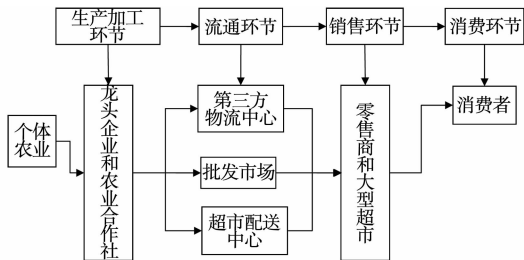 生产加工
环节
流通环节
销售环节
消费环节
个体
农业
龙头企业和农业合作社
第三方
物流中心
批发市场
超市配送
中心
零售商和大型超市
消费者